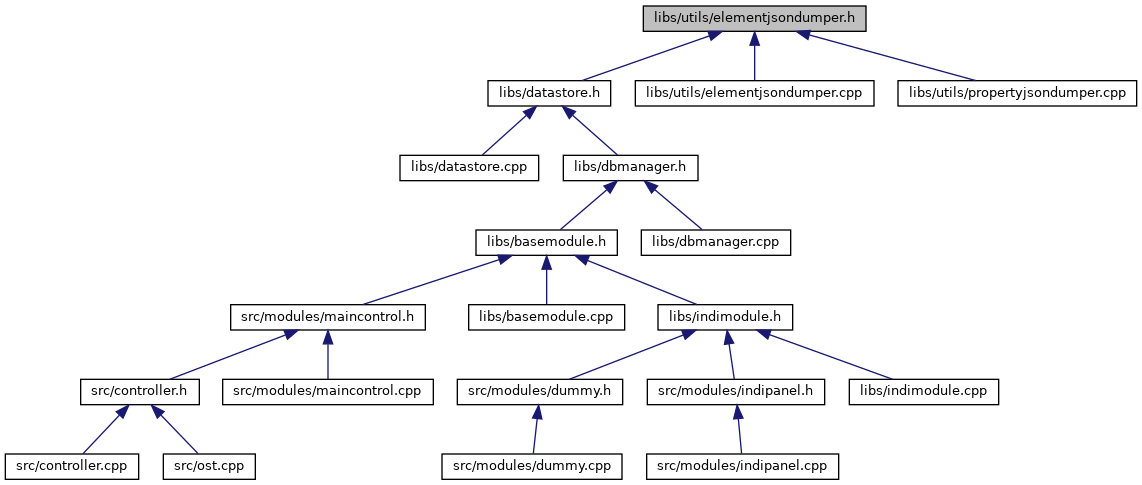 libs/utils/elementjsondumper.h
libs/datastore.h
libs/utils/elementjsondumper.cpp
libs/utils/propertyjsondumper.cpp
libs/datastore.cpp
libs/dbmanager.h
libs/basemodule.h
libs/dbmanager.cpp
src/modules/maincontrol.h
libs/basemodule.cpp
libs/indimodule.h
src/controller.h
src/modules/maincontrol.cpp
src/modules/dummy.h
src/modules/indipanel.h
libs/indimodule.cpp
src/controller.cpp
src/ost.cpp
src/modules/dummy.cpp
src/modules/indipanel.cpp